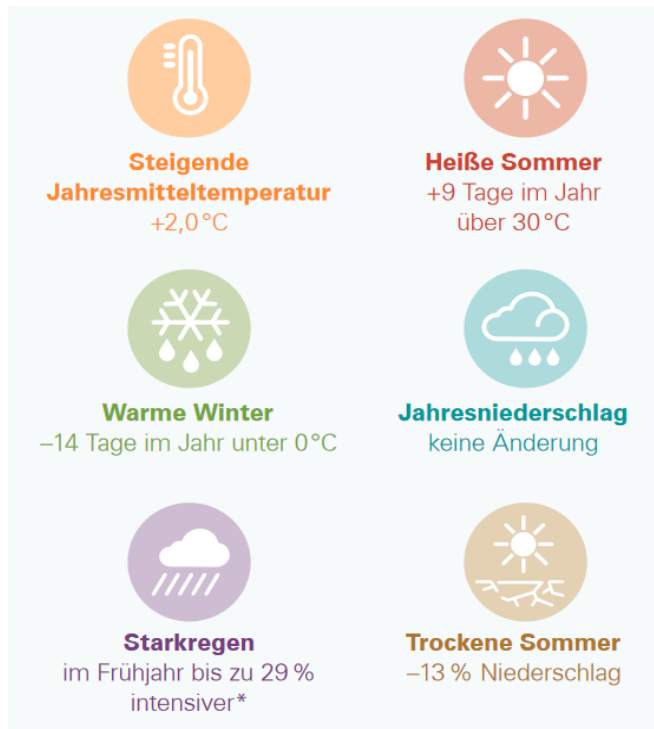 Steigende
Jahresmitteltemperatur
+2,0 °C
Heiße Sommer
+9 Tage im Jahr
über 30 °C
Warme Winter
–14 Tage im Jahr unter 0 °C
Jahresniederschlag
keine Änderung
Starkregen
im Frühjahr bis zu 29 %
intensiver*
Trockene Sommer
–13 % Niederschlag